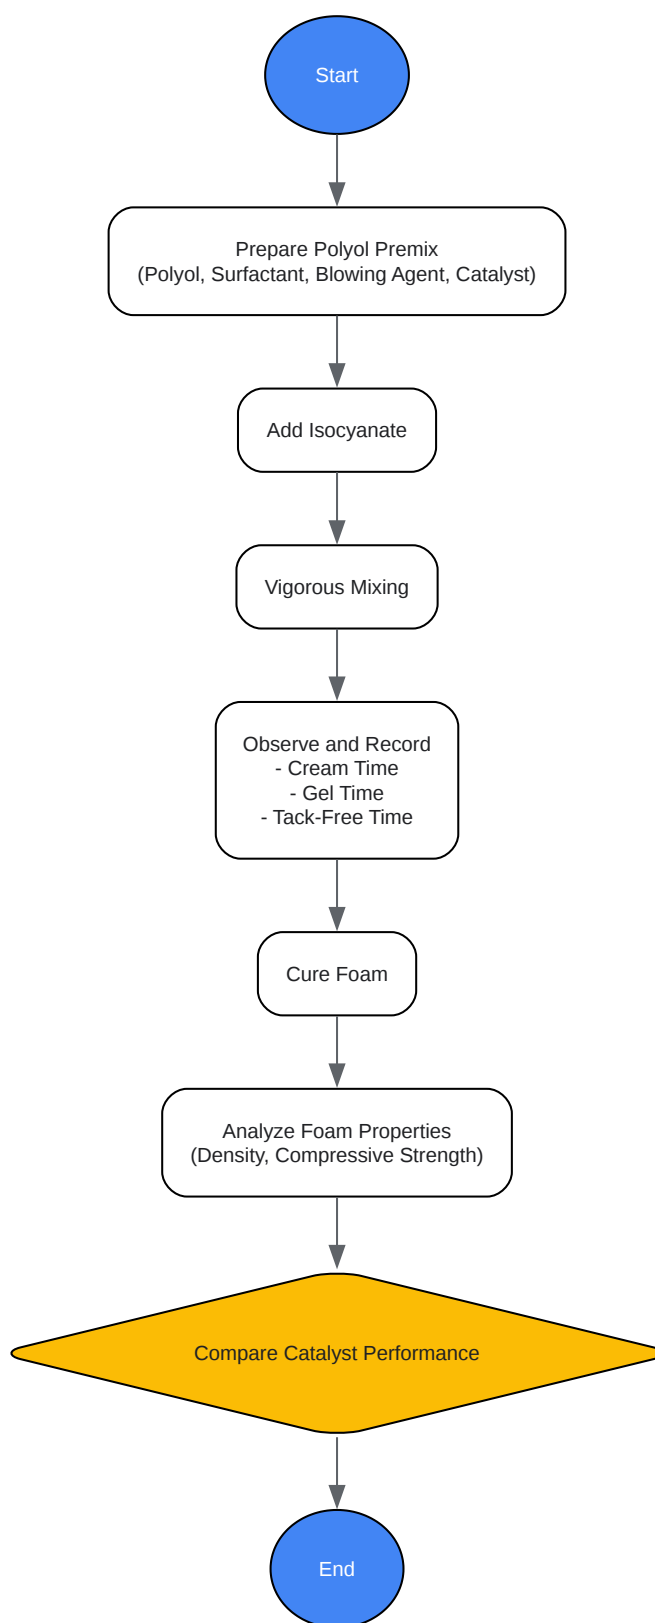 Start
Prepare Polyol Premix
(Polyol, Surfactant, Blowing Agent, Catalyst)
Add Isocyanate
Vigorous Mixing
Observe and Record
- Cream Time
- Gel Time
- Tack-Free Time
Cure Foam
Analyze Foam Properties
(Density, Compressive Strength)
Compare Catalyst Performance
End